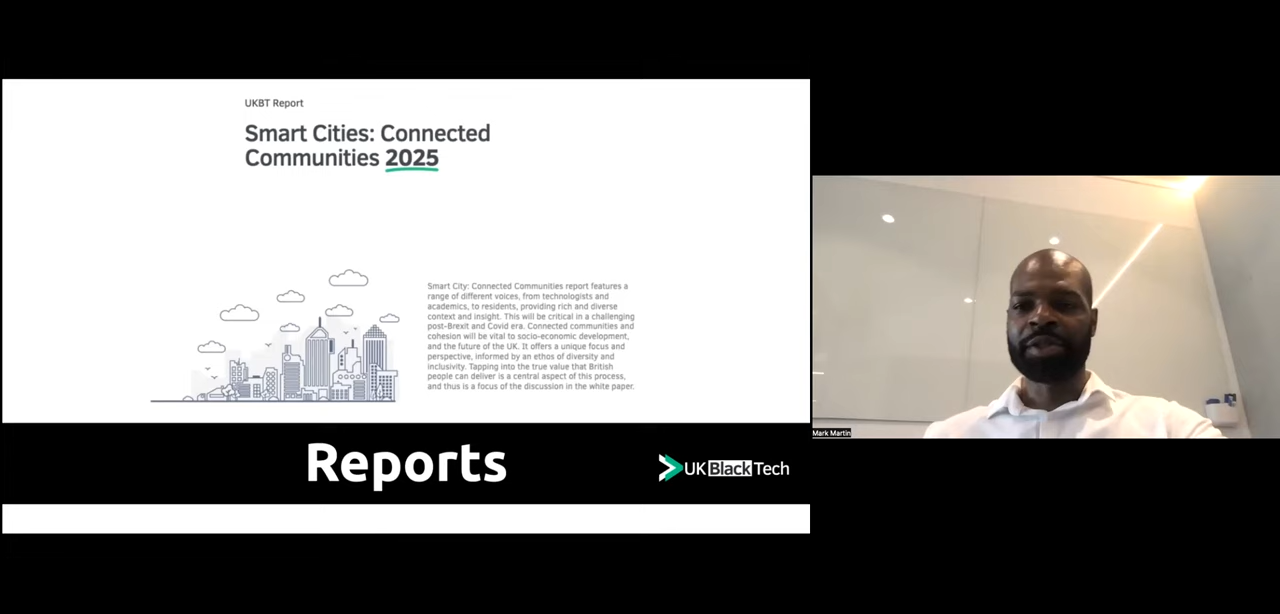 UKBT Report
Smart Cities: Connected
Communities 2025
Smart City: Connected Communities report features a
range of different voices, from technologists and
academics, to residents, providing rich and diverse
context and insight. This will be critical in a challenging
post-Brexit and Covid era. Connected communities and
cohesion will be vital to socio-economic development,
and the future of the UK. It offers a unique focus and
perspective, informed by an ethos of diversity and
inclusivity. Tapping into the true value that British
people can deliver is a central aspect of this process,
and thus is a focus of the discussion in the white paper.
Reports
UKBlackTech
Mark Martin